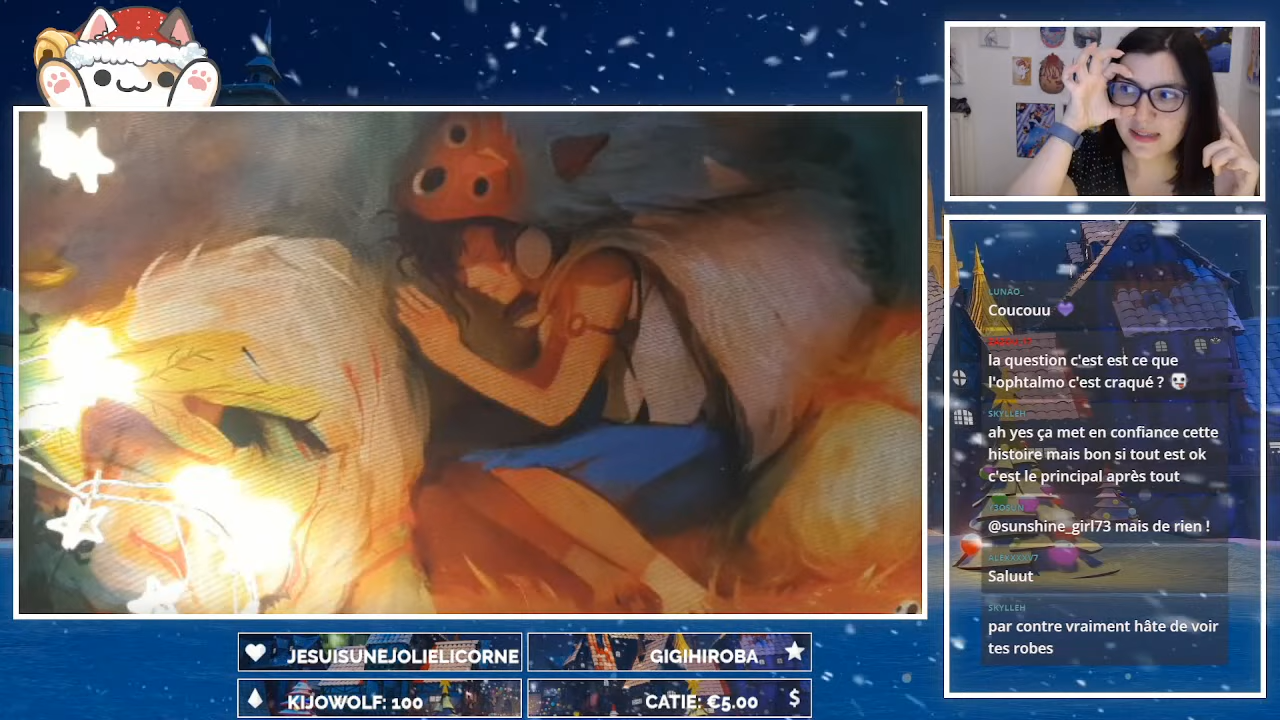 LUNAO_
Coucouu
la question c'est est ce que
l'ophtalmo c'est craqué ?
SKYLLEH
ah yes ça met en confiance cette
histoire mais bon si tout est ok
c'est le principal après tout
@sunshine_girl73 mais de rien !
Saluut
SKYLLEH
par contre vraiment hâte de voir
tes robes
JESUISUNEJOLIELICORNE
GIGIHIROBA
KIJOWOLF: 100
CATIE: €5.00
$